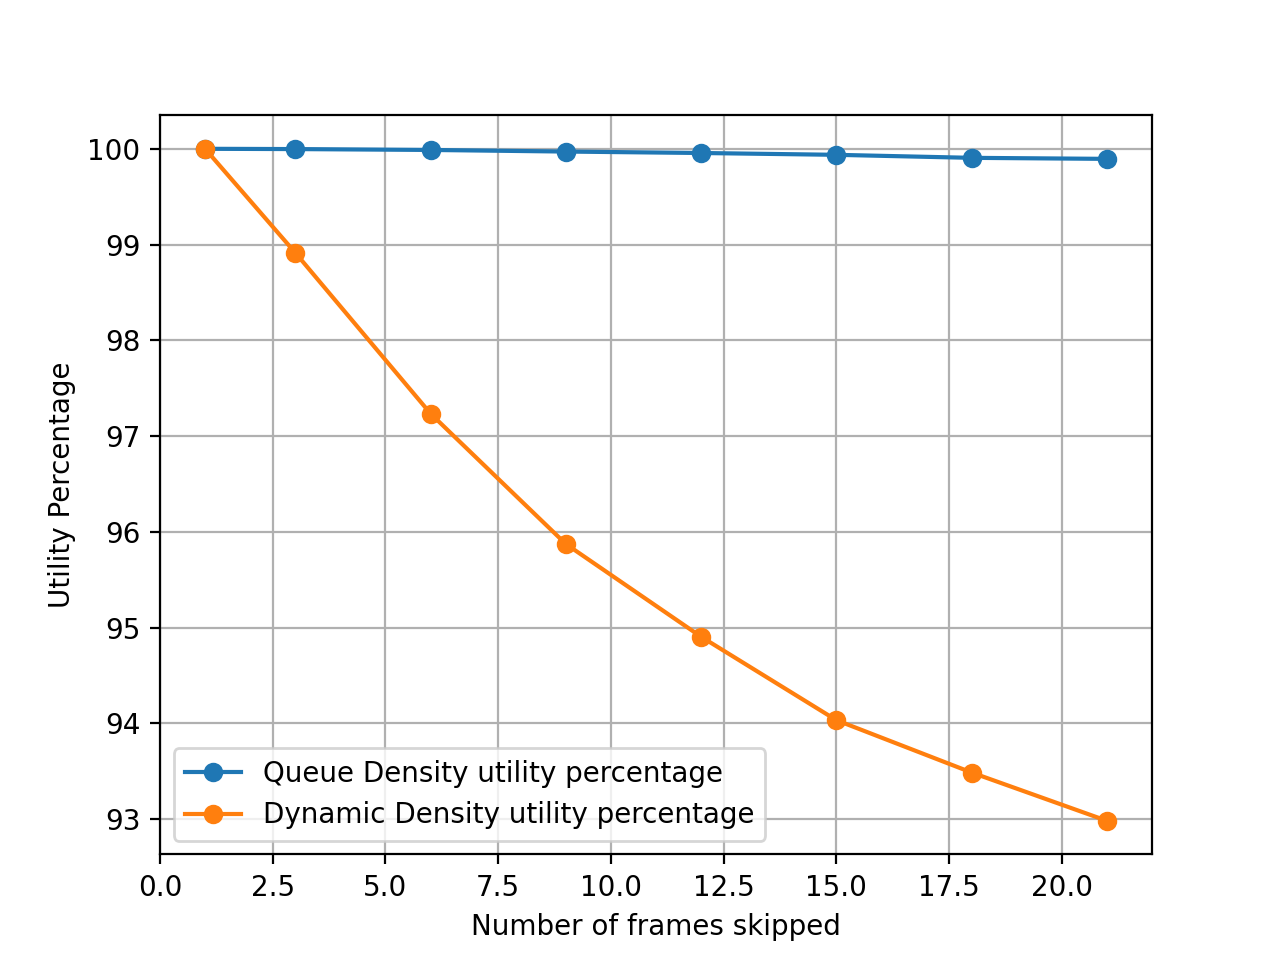 100
99
98
97
96
95
94
93
Utility Percentage
Queue Density utility percentage
Dynamic Density utility percentage
0.0 2.5 5.0 7.5 10.0 12.5 15.0 17.5 20.0
Number of frames skipped